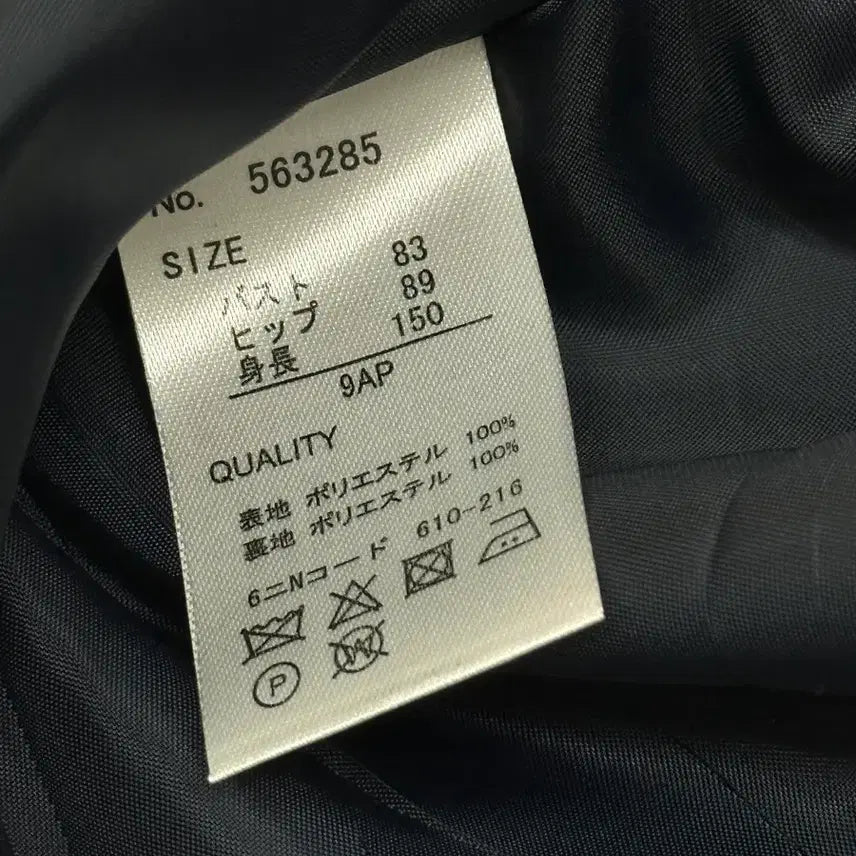 No. 563285
SIZE
バスト 83
ヒップ 89
身長 150
9AP
QUALITY
表地 ポリエステル 100%
裏地 ポリエステル 100%
6ニNコード 610-216
P W